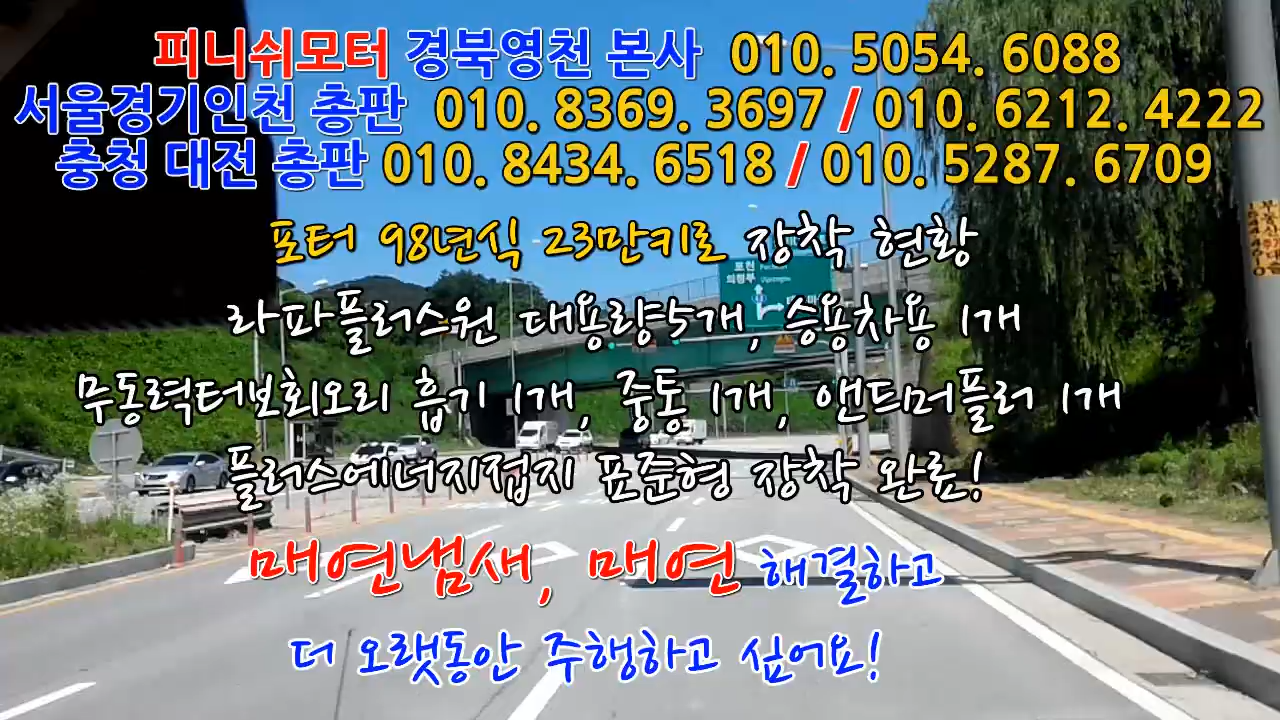 피니쉬모터 경북영천 본사 010. 5054. 6088
서울경기인천 총판 010. 8369. 3697 / 010. 6212. 4222
충청 대전 총판 010. 8434. 6518 / 010. 5287. 6709
포터 98년식 23만키로 장착 현황
포천
의정부
라파플러스원 대용량5개, 승용차용 1개
무동력터보회오리 흡기 1개, 중통 1개, 앤드머플러 1개
플러스에너지접지 표준형 장착 완료!
매연냄새, 매연 해결하고
더 오랫동안 주행하고 싶어요!